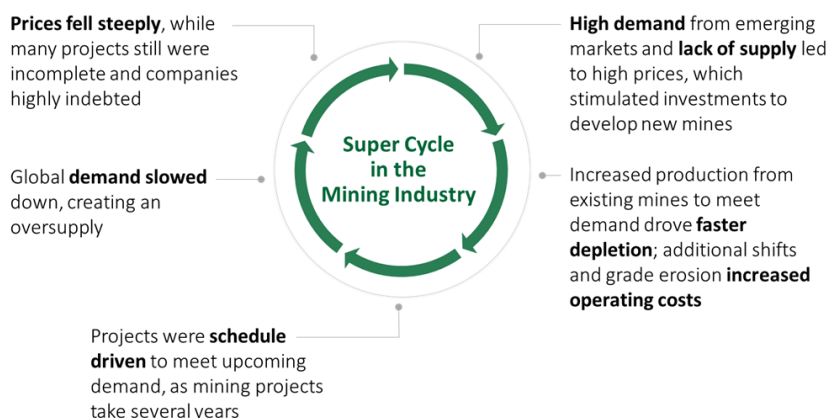 Prices fell steeply, while
many projects still were
incomplete and companies
highly indebted
High demand from emerging
markets and lack of supply led
to high prices, which
stimulated investments to
develop new mines
Super Cycle
in the
Mining Industry
Global demand slowed
down, creating an
oversupply
Increased production from
existing mines to meet
demand drove faster
depletion; additional shifts
and grade erosion increased
operating costs
Projects were schedule
driven to meet upcoming
demand, as mining projects
take several years